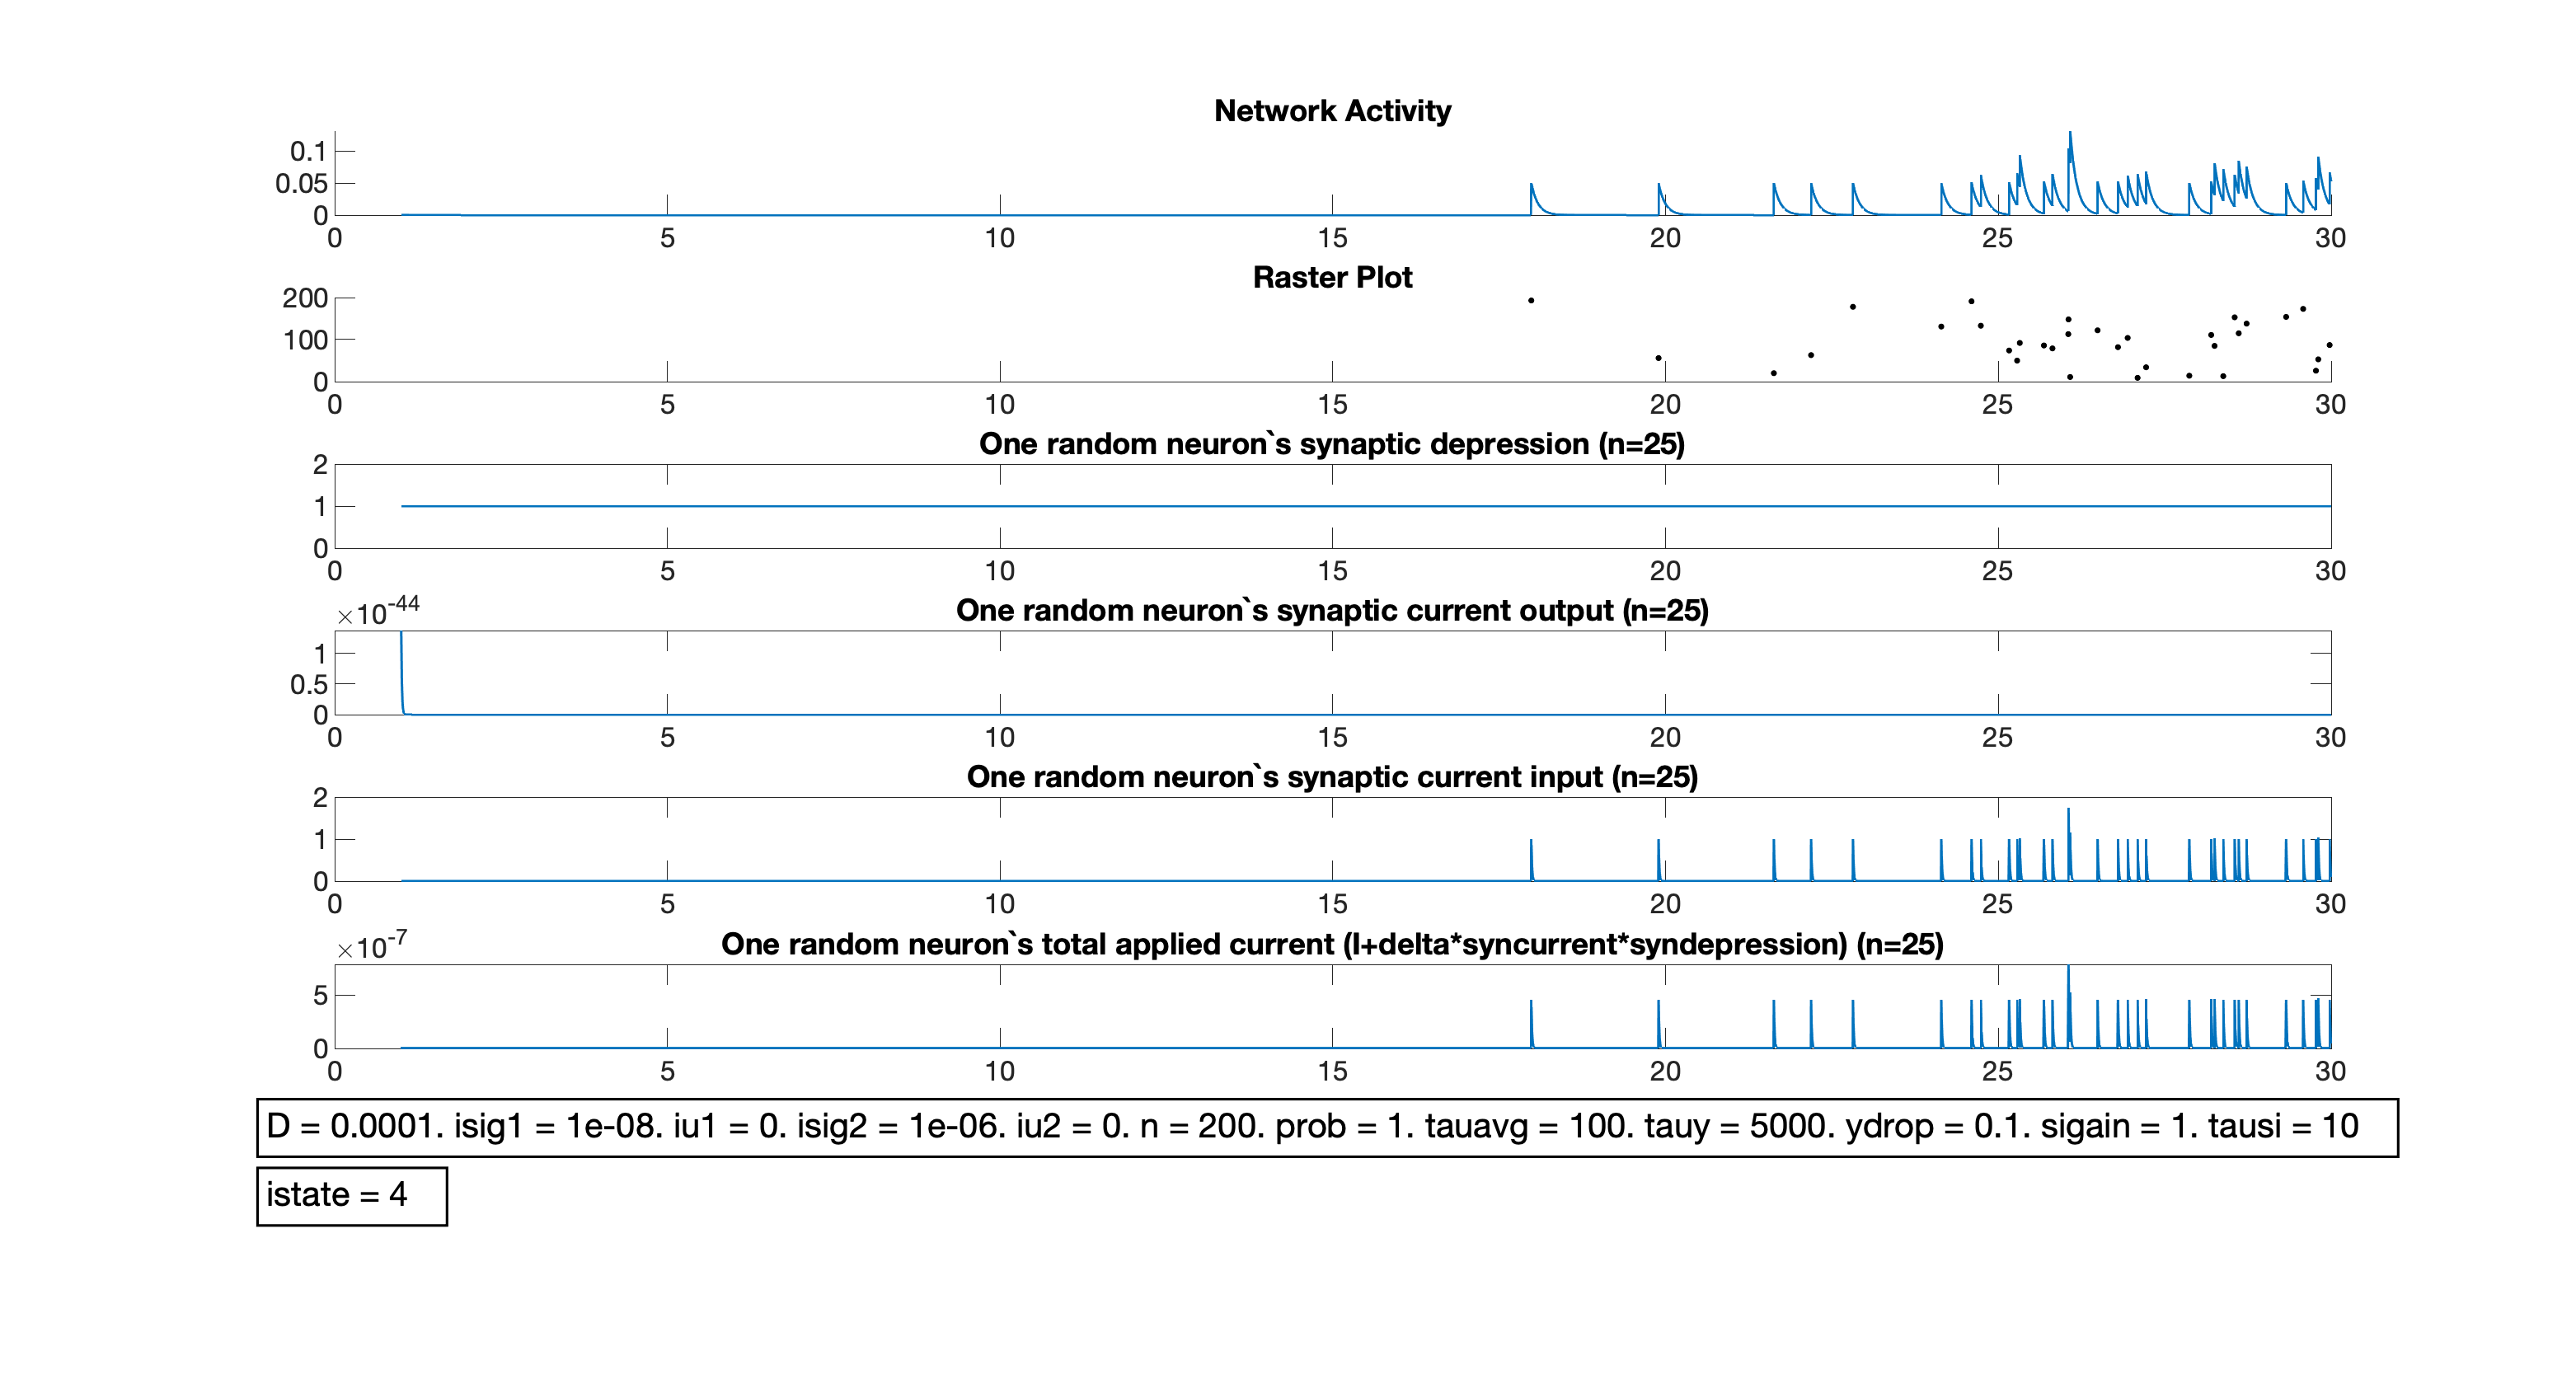 Network Activity
0.1
0.05
0
0 5 10 15 20 25 30
Raster Plot
200
100
0
0 5 10 15 20 25 30
One random neuron`s synaptic depression (n=25)
2
1
0
0 5 10 15 20 25 30
×10-44
One random neuron`s synaptic current output (n=25)
1
0.5
0
0 5 10 15 20 25 30
One random neuron`s synaptic current input (n=25)
2
1
0
0 5 10 15 20 25 30
×10-7
One random neuron`s total applied current (I+delta*syncurrent*syndepression) (n=25)
5
0
0 5 10 15 20 25 30
D = 0.0001. isig1 = 1e-08. iu1 = 0. isig2 = 1e-06. iu2 = 0. n = 200. prob = 1. tauavg = 100. tauy = 5000. ydrop = 0.1. sigain = 1. tausi = 10
istate = 4